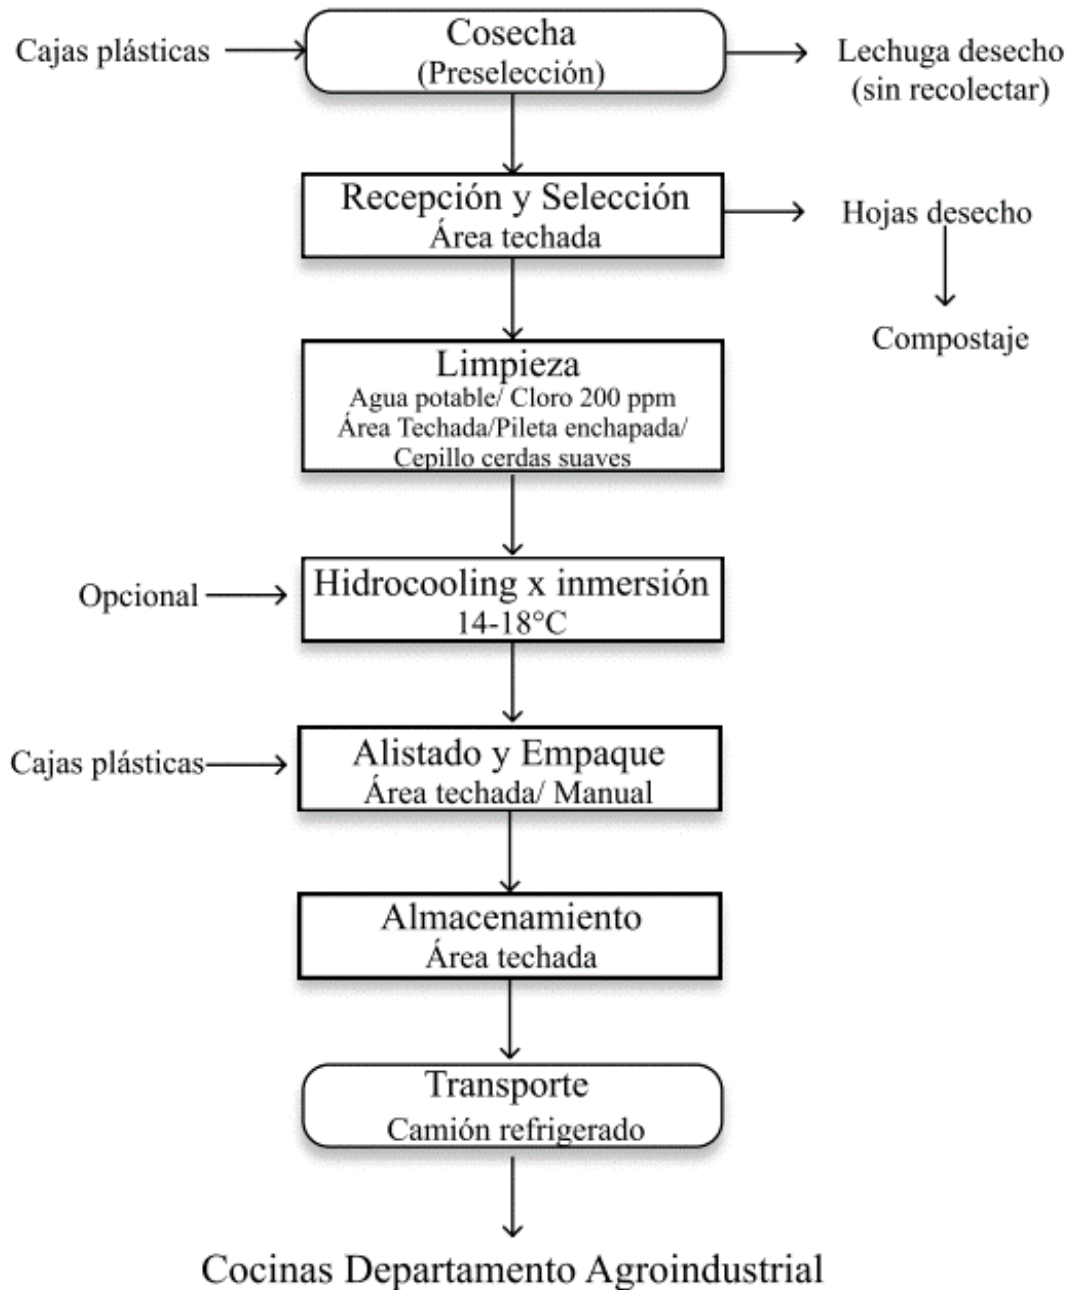 Cajas plásticas
Cosecha
(Preselección)
Lechuga desecho
(sin recolectar)
Recepción y Selección
Área techada
Hojas desecho
Compostaje
Limpieza
Agua potable/ Cloro 200 ppm
Área Techada/Pileta enchapada/
Cepillo cerdas suaves
Opcional
Hidrocooling x inmersión
14-18°C
Cajas plásticas
Alistado y Empaque
Área techada/ Manual
Almacenamiento
Área techada
Transporte
Camión refrigerado
Cocinas Departamento Agroindustrial